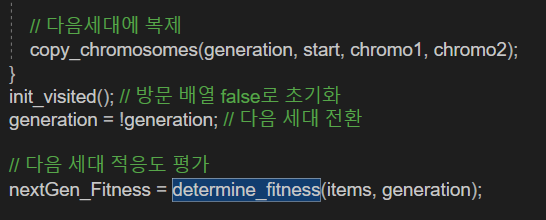 // 다음세대에 복제
copy_chromosomes(generation, start, chromo1, chromo2);
}
init_visited(); // 방문 배열 false로 초기화
generation = !generation; // 다음 세대 전환
// 다음 세대 적응도 평가
nextGen_Fitness = determine_fitness(items, generation);